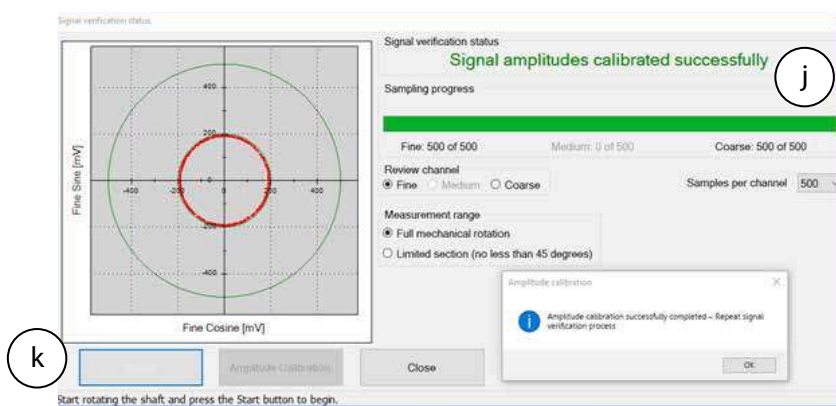 Signal verification status
Signal verification status
Signal amplitudes calibrated successfully
j
Sampling progress
Fine: 500 of 500
Medium: 0 of 500
Coarse: 500 of 500
Review channel
Fine
Medium
Coarse
Samples per channel
500
Measurement range
Full mechanical rotation
Limited section (no less than 45 degrees)
Fine Sine [mV]
400
200
-400
-200
200
400
-400
Fine Cosine [mV]
Amplitude calibration
Amplitude calibration successfully completed – Repeat signal
verification process
OK
k
Amplitude Calibration
Close
Start rotating the shaft and press the Start button to begin.